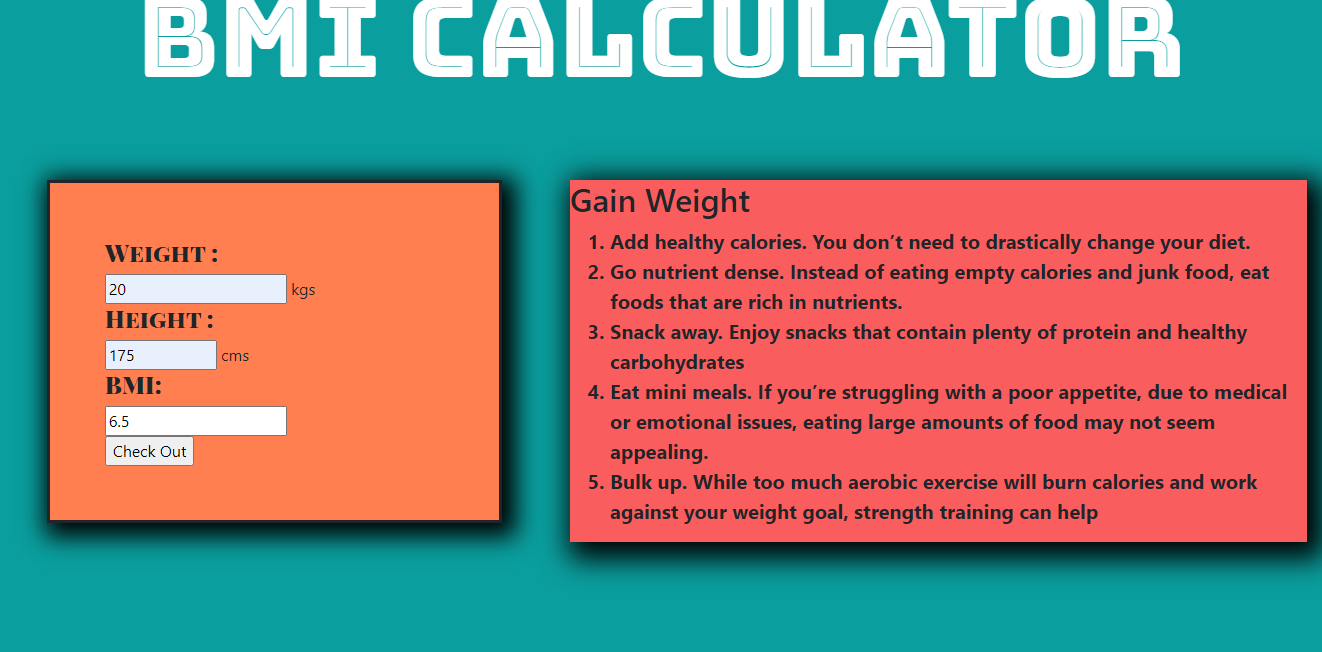 BMI CALCULATOR
WEIGHT :
20 kgs
HEIGHT :
175 cms
BMI:
6.5
Check Out
Gain Weight
1. Add healthy calories. You don’t need to drastically change your diet.
2. Go nutrient dense. Instead of eating empty calories and junk food, eat
foods that are rich in nutrients.
3. Snack away. Enjoy snacks that contain plenty of protein and healthy
carbohydrates
4. Eat mini meals. If you’re struggling with a poor appetite, due to medical
or emotional issues, eating large amounts of food may not seem
appealing.
5. Bulk up. While too much aerobic exercise will burn calories and work
against your weight goal, strength training can help